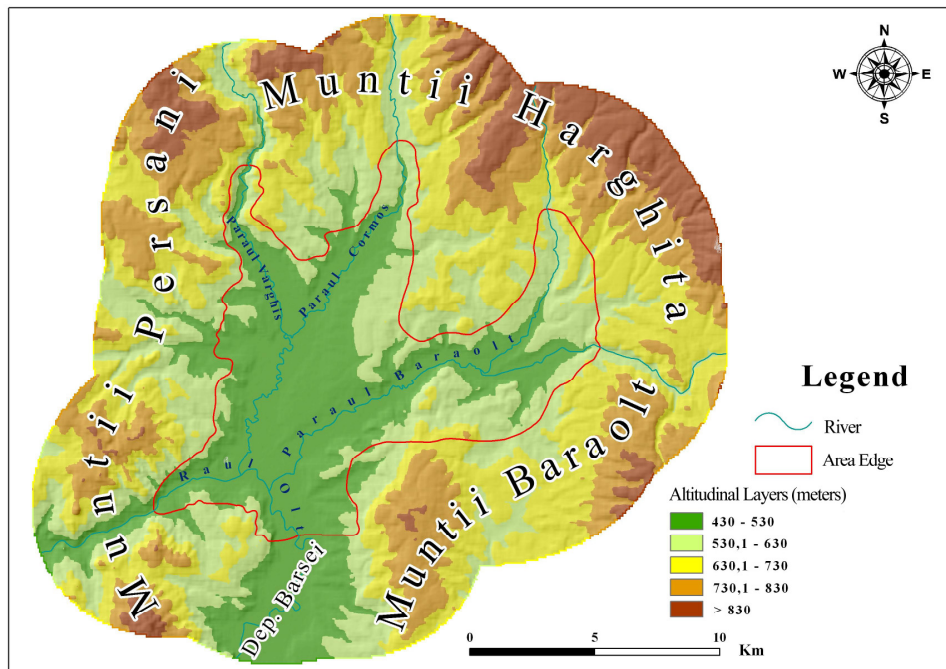 N
W E
S
Muntii Harghita
Muntii Persani
Paraul Varghis
Paraul Cormos
Paraul Baraolt
Raul Olt
Muntii Baraolt
Dep. Barsei
Legend
River
Area Edge
Altitudinal Layers (meters)
430 - 530
530,1 - 630
630,1 - 730
730,1 - 830
> 830
0 5 10
Km